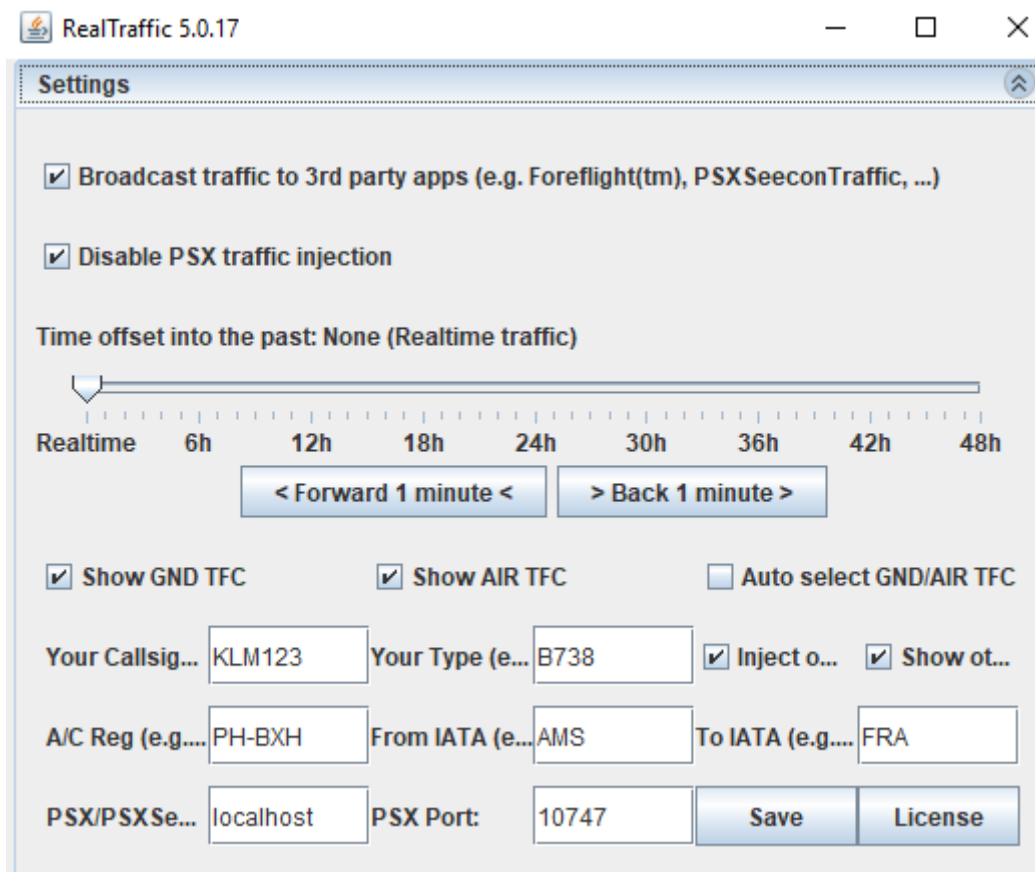 RealTraffic 5.0.17
Settings
Broadcast traffic to 3rd party apps (e.g. Foreflight(tm), PSXSeeconTraffic, ...)
Disable PSX traffic injection
Time offset into the past: None (Realtime traffic)
Realtime 6h 12h 18h 24h 30h 36h 42h 48h
< Forward 1 minute < > Back 1 minute >
Show GND TFC Show AIR TFC Auto select GND/AIR TFC
Your Callsig... KLM123 Your Type (e... B738 Inject o... Show ot...
A/C Reg (e.g.... PH-BXH From IATA (e... AMS To IATA (e.g.... FRA
PSX/PSXSe... localhost PSX Port: 10747 Save License